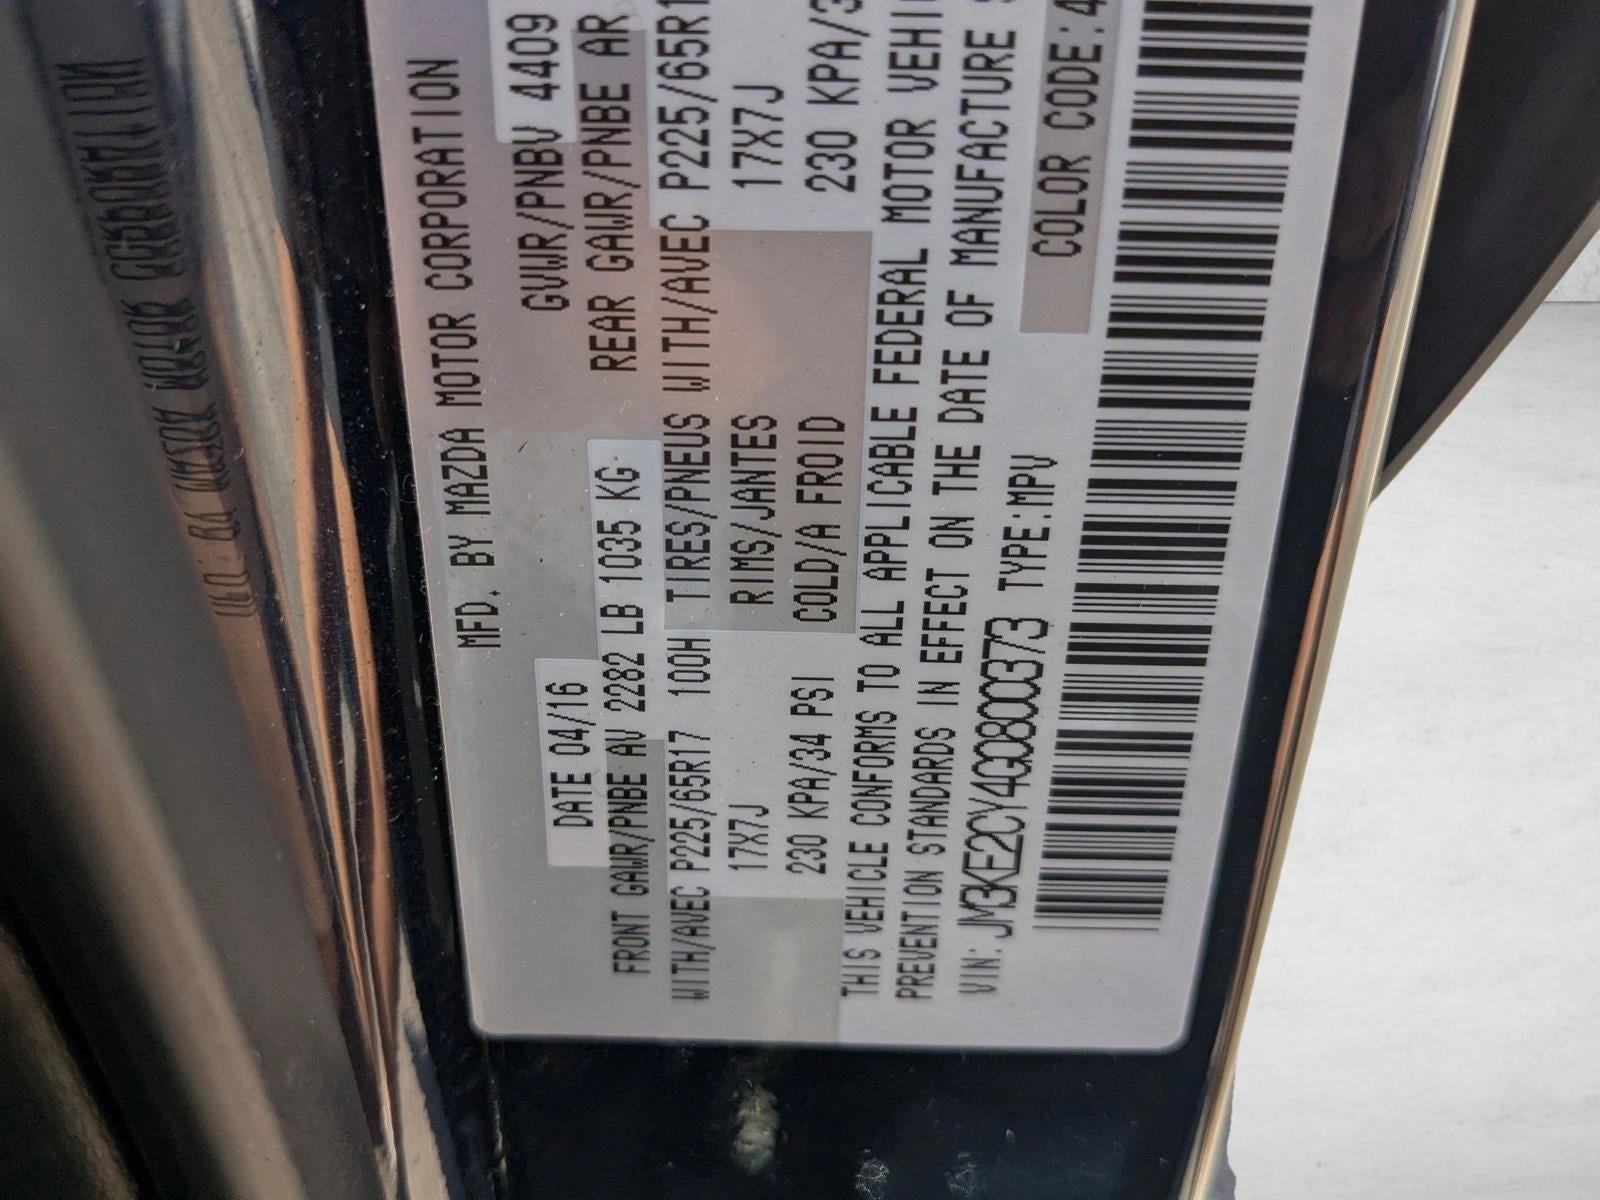 MFD. BY MAZDA MOTOR CORPORATION
DATE 04/16 GVWR/PNBV 4409
FRONT GAWR/PNBE AV 2282 LB 1035 KG REAR GAWR/PNBE AR
WITH/AVEC P225/65R17 100H TIRES/PNEUS WITH/AVEC P225/65R1
17X7J RIMS/JANTES 17X7J
230 KPA/34 PSI COLD/A FROID 230 KPA/3
THIS VEHICLE CONFORMS TO ALL APPLICABLE FEDERAL MOTOR VEHIC
PREVENTION STANDARDS IN EFFECT ON THE DATE OF MANUFACTURE S
VIN: JM3KE2CY4G0800373 TYPE:MPV COLOR CODE:4